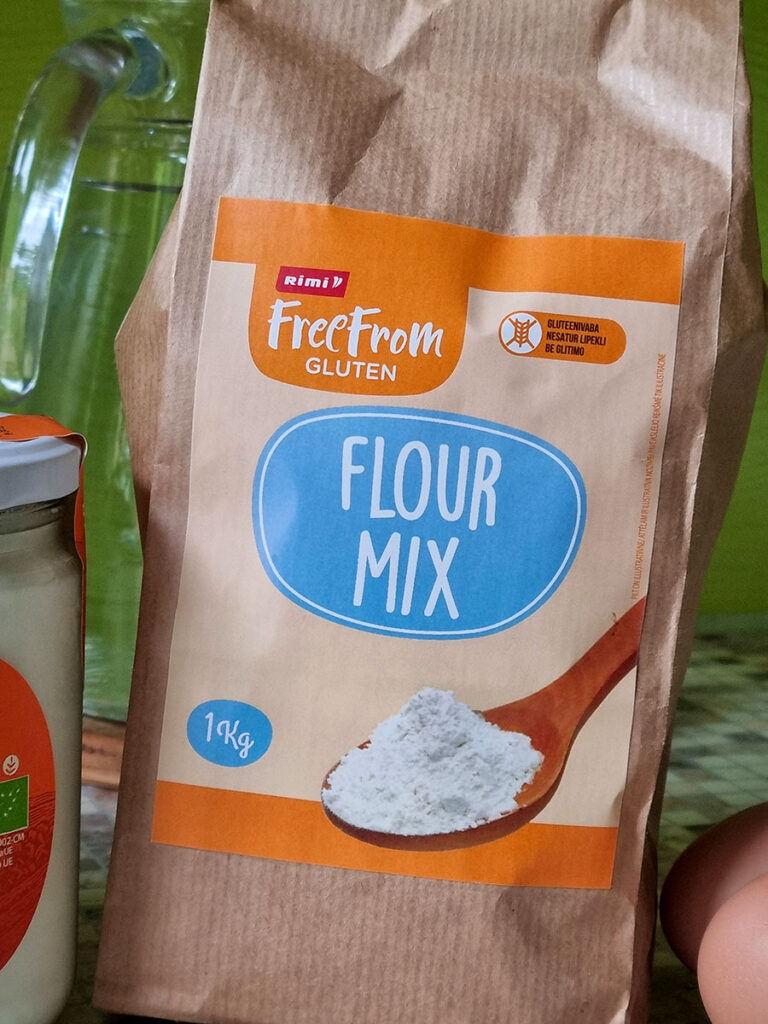 Rimi
FreeFrom
GLUTEN
GLUTEENIVABA
NESATUR LIPEKLI
BE GLITIMO
FLOUR
MIX
1Kg